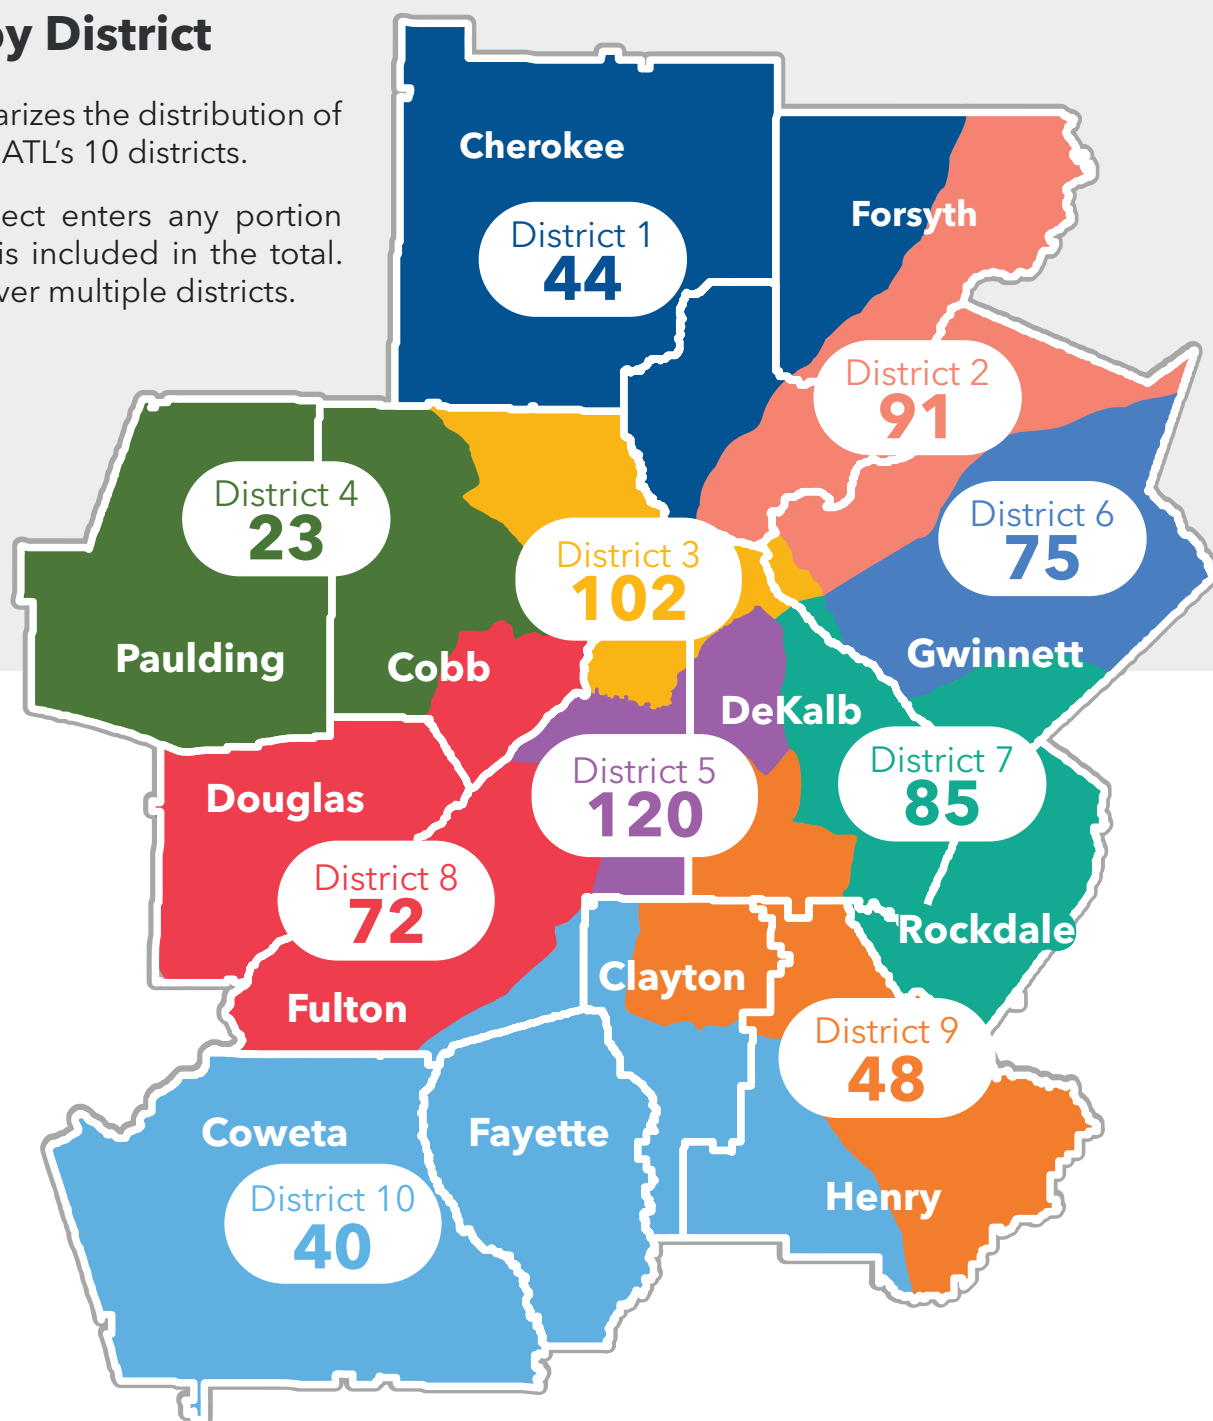 by District
arizes the distribution of
ATL's 10 districts.
ject enters any portion
is included in the total.
ver multiple districts.
Cherokee
Forsyth
District 1
44
District 2
91
District 4
23
District 3
102
District 6
75
Paulding
Cobb
Gwinnett
DeKalb
Douglas
District 5
120
District 7
85
District 8
72
Rockdale
Clayton
Fulton
District 9
48
Coweta
Fayette
Henry
District 10
40